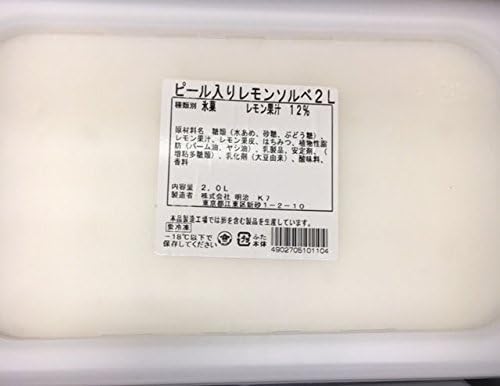 ピール入りレモンソルベ2L
種類別 氷菓 レモン果汁 12%
原材料名 糖類(水あめ、砂糖、ぶどう糖)、
レモン果汁、レモン果皮、はちみつ、植物性脂
肪(パーム油、ヤシ油)、乳製品、安定剤、(
増粘多糖類)、乳化剤(大豆由来)、酸味料、
香料
内容量 2.0L
製造者 株式会社 明治 K7
東京都江東区新砂1-2-10
本品製造工場では卵を含む製品を生産しています。
要冷凍
-18℃以下で
保存してください
プラ
ふた
本体
4902705101104